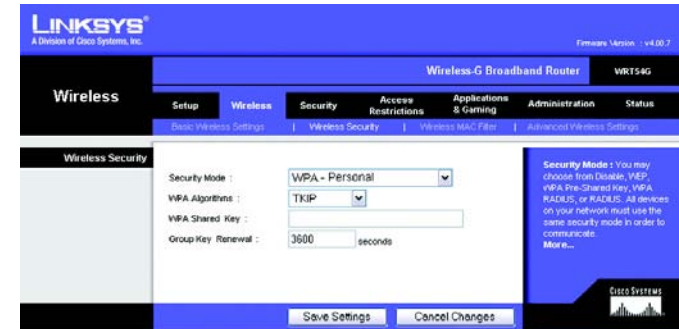 LINKSYS®
A Division of Cisco Systems, Inc.
Firmware Version : v4.00.7
Wireless-G Broadband Router WRT54G
Wireless
Setup Wireless Security Access Restrictions Applications & Gaming Administration Status
Basic Wireless Settings | Wireless Security | Wireless MAC Filter | Advanced Wireless Settings
Wireless Security
Security Mode : WPA - Personal
WPA Algorithms : TKIP
WPA Shared Key :
Group Key Renewal : 3600 seconds
Security Mode : You may
choose from Disable, WEP,
WPA Pre-Shared Key, WPA
RADIUS, or RADIUS. All devices
on your network must use the
same security mode in order to
communicate.
More...
Save Settings Cancel Changes
CISCO SYSTEMS